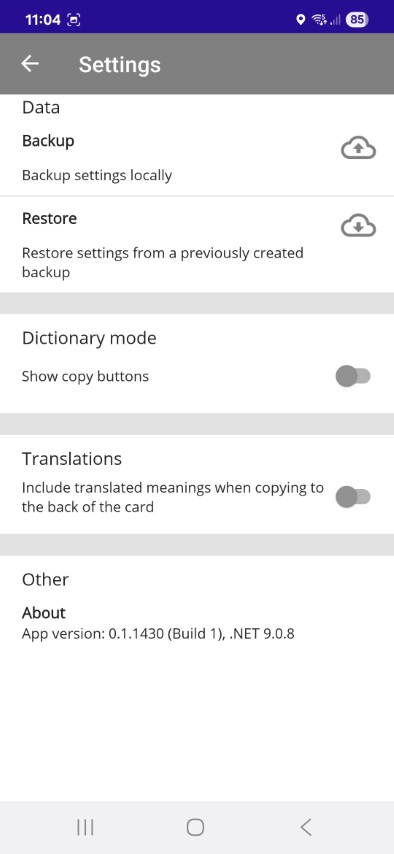 11:04
85
Settings
Data
Backup
Backup settings locally
Restore
Restore settings from a previously created
backup
Dictionary mode
Show copy buttons
Translations
Include translated meanings when copying to
the back of the card
Other
About
App version: 0.1.1430 (Build 1), .NET 9.0.8